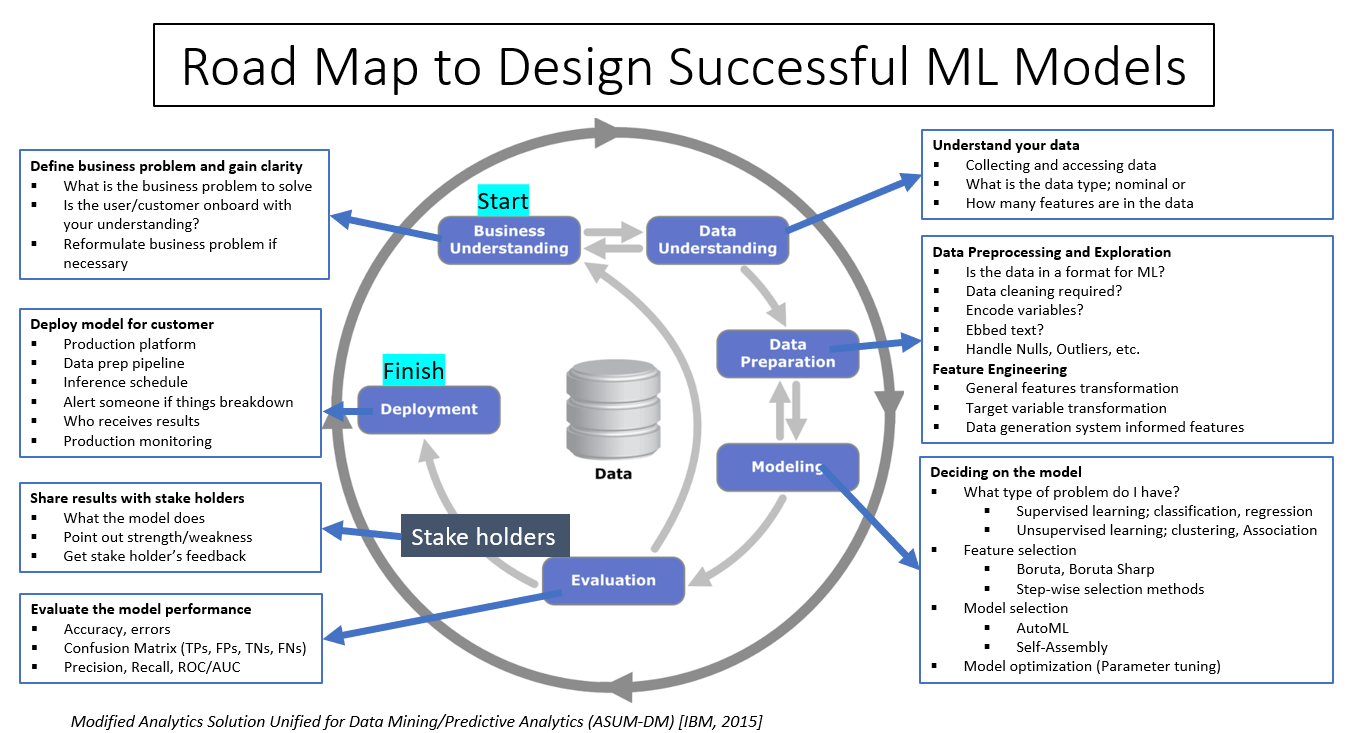 Road Map to Design Successful ML Models
Define business problem and gain clarity
▪ What is the business problem to solve
▪ Is the user/customer onboard with
your understanding?
▪ Reformulate business problem if
necessary
Deploy model for customer
▪ Production platform
▪ Data prep pipeline
▪ Inference schedule
▪ Alert someone if things breakdown
▪ Who receives results
▪ Production monitoring
Share results with stake holders
▪ What the model does
▪ Point out strength/weakness
▪ Get stake holder's feedback
Evaluate the model performance
▪ Accuracy, errors
▪ Confusion Matrix (TPs, FPs, TNs, FNs)
▪ Precision, Recall, ROC/AUC
Start
Business
Understanding
Data
Understanding
Data
Preparation
Finish
Deployment
Data
Modeling
Stake holders
Evaluation
Understand your data
▪ Collecting and accessing data
▪ What is the data type; nominal or
▪ How many features are in the data
Data Preprocessing and Exploration
▪ Is the data in a format for ML?
▪ Data cleaning required?
▪ Encode variables?
▪ Ebbed text?
▪ Handle Nulls, Outliers, etc.
Feature Engineering
▪ General features transformation
▪ Target variable transformation
▪ Data generation system informed features
Deciding on the model
▪ What type of problem do I have?
▪ Supervised learning; classification, regression
▪ Unsupervised learning; clustering, Association
▪ Feature selection
▪ Boruta, Boruta Sharp
▪ Step-wise selection methods
▪ Model selection
▪ AutoML
▪ Self-Assembly
▪ Model optimization (Parameter tuning)
Modified Analytics Solution Unified for Data Mining/Predictive Analytics (ASUM-DM) [IBM, 2015]